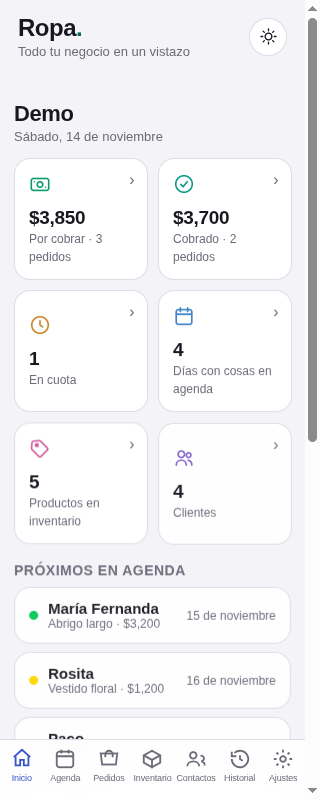 Ropa.
Todo tu negocio en un vistazo
Demo
Sábado, 14 de noviembre
$3,850
Por cobrar · 3
pedidos
$3,700
Cobrado · 2
pedidos
1
En cuota
4
Días con cosas en
agenda
5
Productos en
inventario
4
Clientes
PRÓXIMOS EN AGENDA
María Fernanda
Abrigo largo · $3,200
15 de noviembre
Rosita
Vestido floral · $1,200
16 de noviembre
Paco
Inicio
Agenda
Pedidos
Inventario
Contactos
Historial
Ajustes